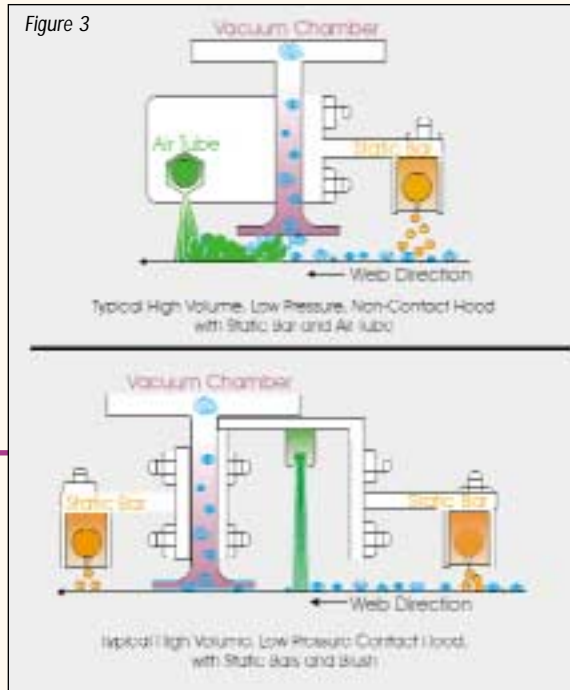 Figure 3
Vacuum Chamber
Air Tube
Static Bar
Web Direction
Typical High Volume, Low Pressure, Non-Contact Hood
with Static Bar and Air Tube
Vacuum Chamber
Static Bar
Static Bar
Web Direction
Typical High Volume, Low Pressure Contact Hood,
with Static Bars and Brush